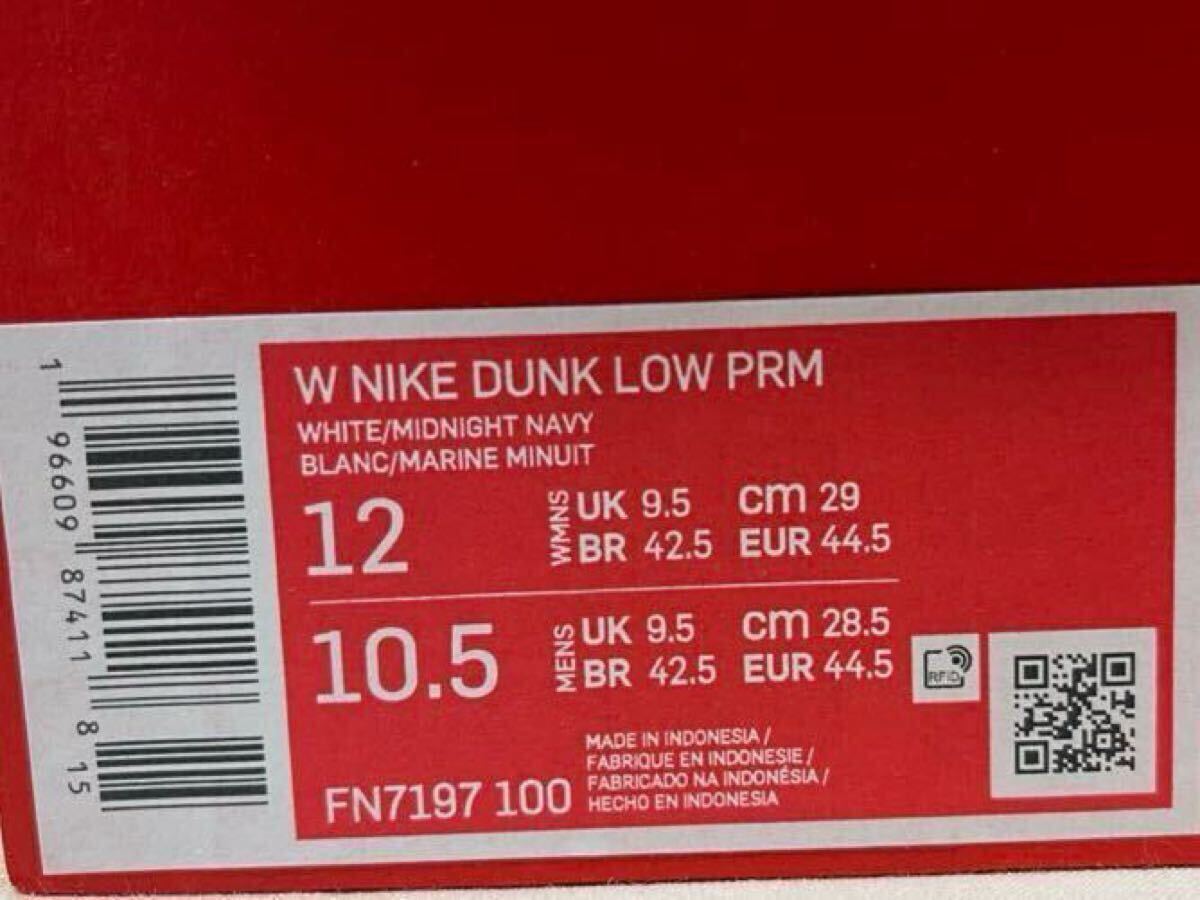 W NIKE DUNK LOW PRM
WHITE/MIDNIGHT NAVY
BLANC/MARINE MINUIT
12 WMNS UK 9.5 cm 29
BR 42.5 EUR 44.5
10.5 MENS UK 9.5 cm 28.5
BR 42.5 EUR 44.5
RFID
MADE IN INDONESIA /
FABRIQUE EN INDONESIE /
FABRICADO NA INDONÉSIA /
HECHO EN INDONESIA
FN7197 100
1 96609 87411 8 15